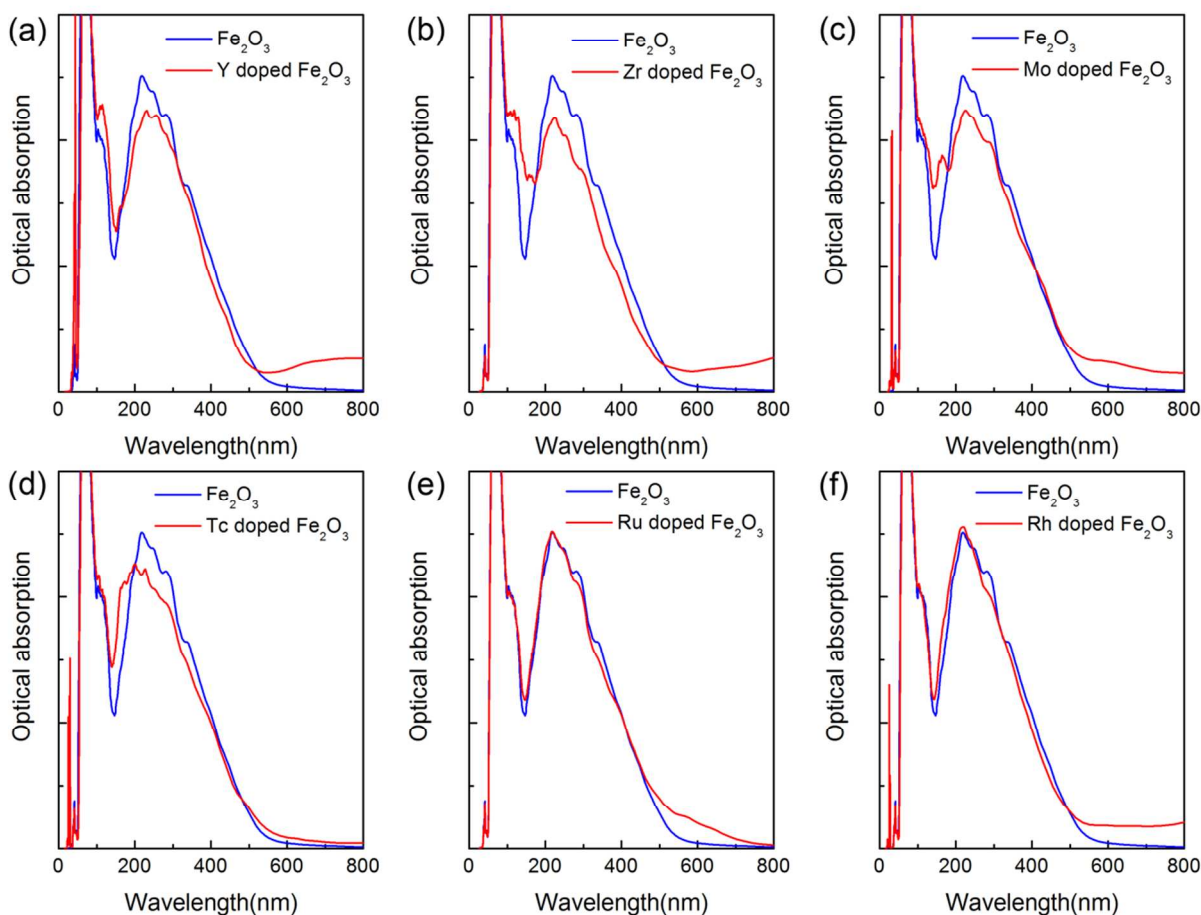 (a)
Fe₂O₃
Y doped Fe₂O₃
Optical absorption
0 200 400 600 800
Wavelength(nm)
(b)
Fe₂O₃
Zr doped Fe₂O₃
Optical absorption
0 200 400 600 800
Wavelength(nm)
(c)
Fe₂O₃
Mo doped Fe₂O₃
Optical absorption
0 200 400 600 800
Wavelength(nm)
(d)
Fe₂O₃
Tc doped Fe₂O₃
Optical absorption
0 200 400 600 800
Wavelength(nm)
(e)
Fe₂O₃
Ru doped Fe₂O₃
Optical absorption
0 200 400 600 800
Wavelength(nm)
(f)
Fe₂O₃
Rh doped Fe₂O₃
Optical absorption
0 200 400 600 800
Wavelength(nm)